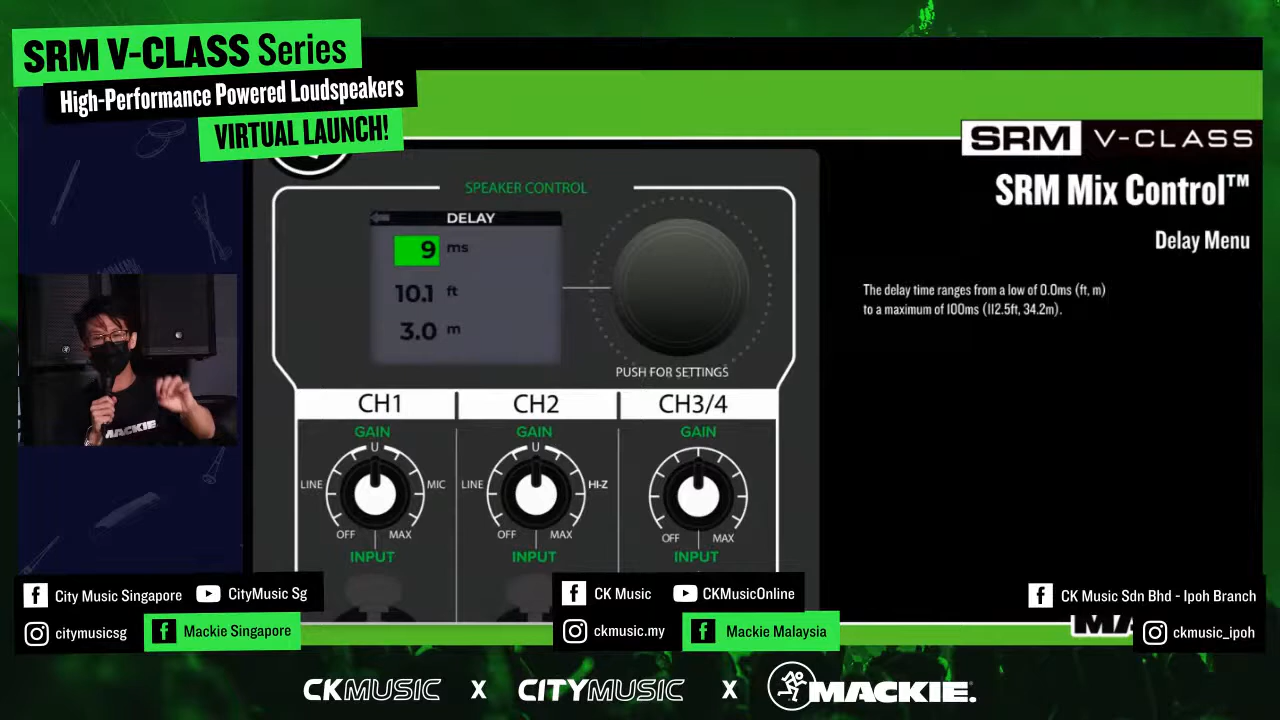 SRM V-CLASS Series
High-Performance Powered Loudspeakers
VIRTUAL LAUNCH!
SRM V-CLASS
SRM Mix Control™
Delay Menu
The delay time ranges from a low of 0.0ms (ft, m)
to a maximum of 100ms (112.5ft, 34.2m).
SPEAKER CONTROL
DELAY
9 ms
10.1 ft
3.0 m
PUSH FOR SETTINGS
CH1 CH2 CH3/4
GAIN GAIN GAIN
U U
LINE MIC LINE HI-Z
OFF MAX OFF MAX OFF MAX
INPUT INPUT INPUT
MACKIE.
City Music Singapore CityMusic Sg
citymusicsg Mackie Singapore
CK Music CKMusicOnline
ckmusic.my Mackie Malaysia
CK Music Sdn Bhd - Ipoh Branch
ckmusic_ipoh
CKMUSIC X CITYMUSIC X MACKIE.